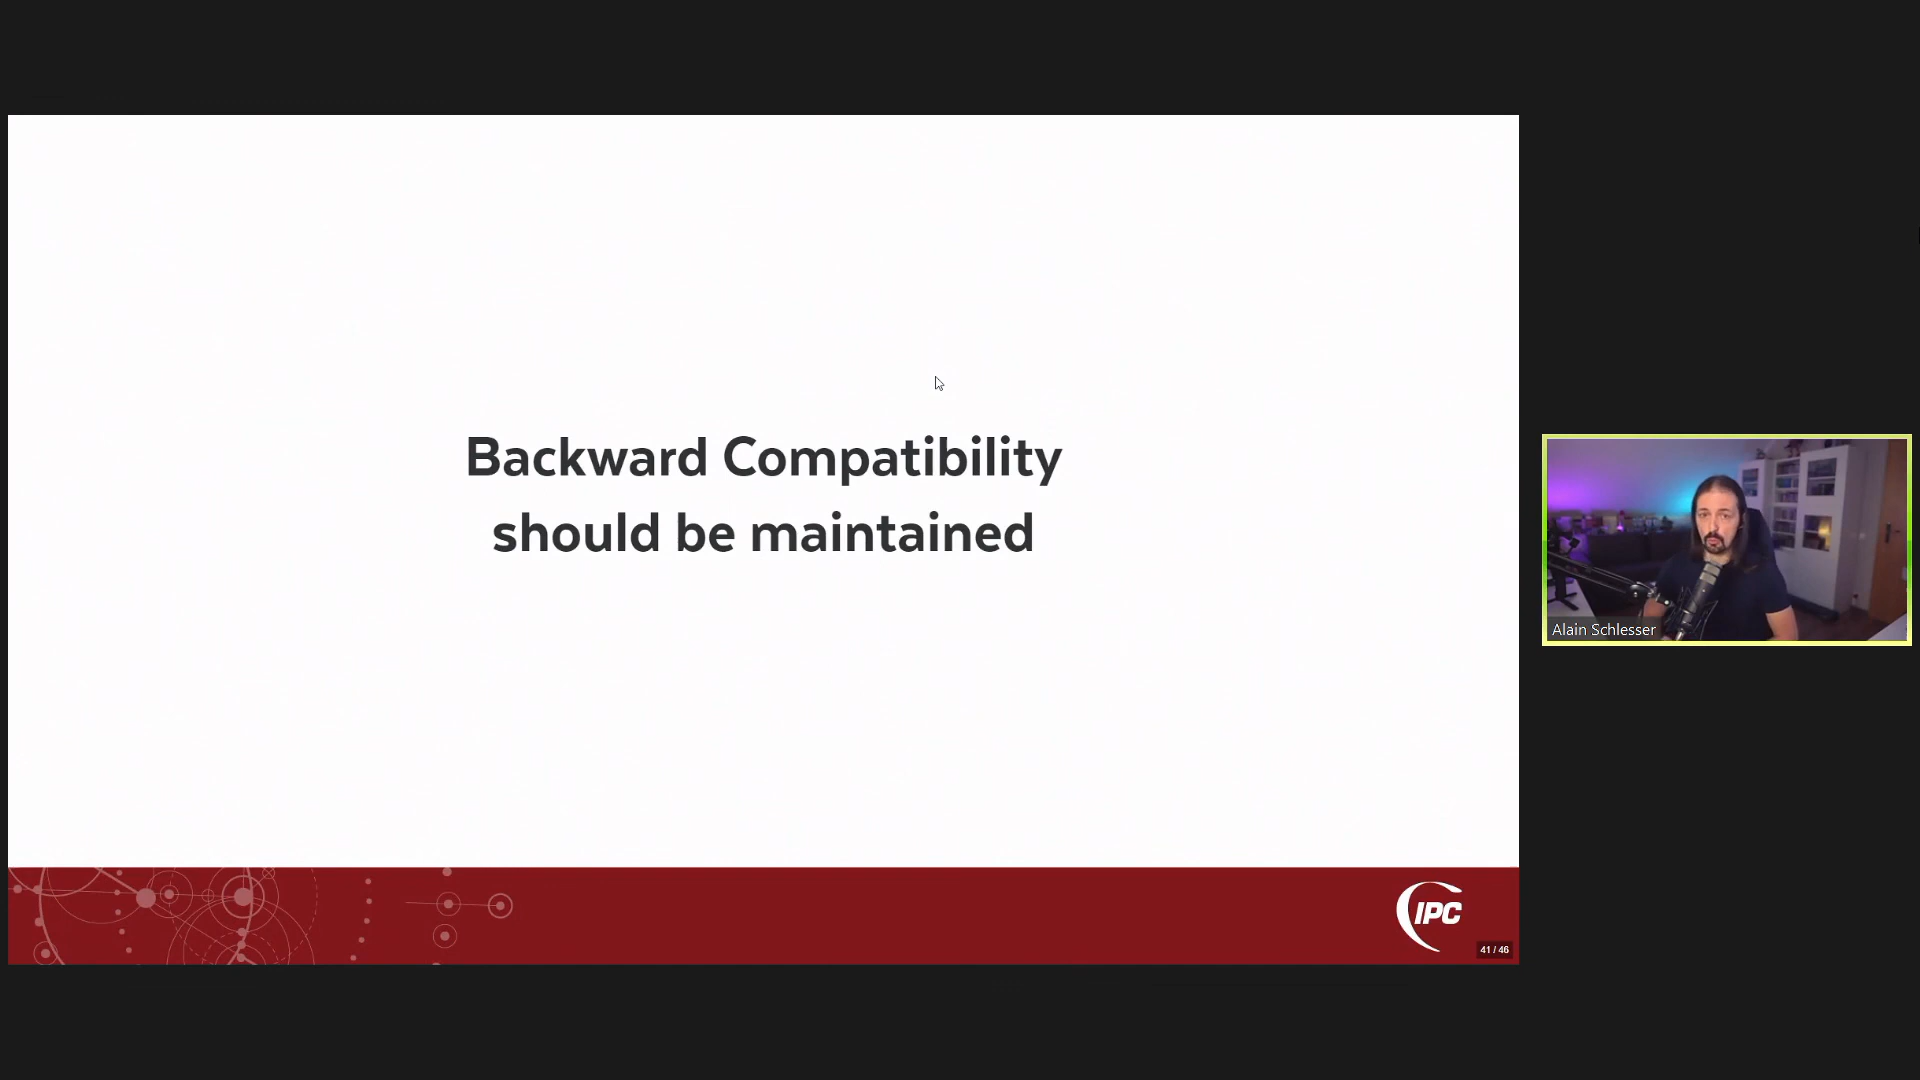 Backward Compatibility
should be maintained
Alain Schlesser
IPC
41 / 46